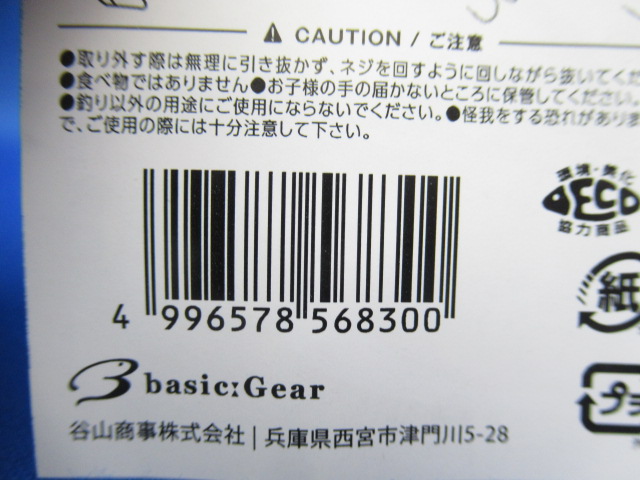 CAUTION / ご注意
●取り外す際は無理に引き抜かず、ネジを回すように回しながら抜いてくだ
●食べ物ではありません●お子様の手の届かないところに保管してください。
●釣り以外の用途にご使用にならないでください。●怪我をする恐れがありま
で、ご使用の際には十分注意して下さい。
環境・美化
DECO
協力商品
紙
4 996578 568300
プラ
basic:Gear
谷山商事株式会社 | 兵庫県西宮市津門川5-28